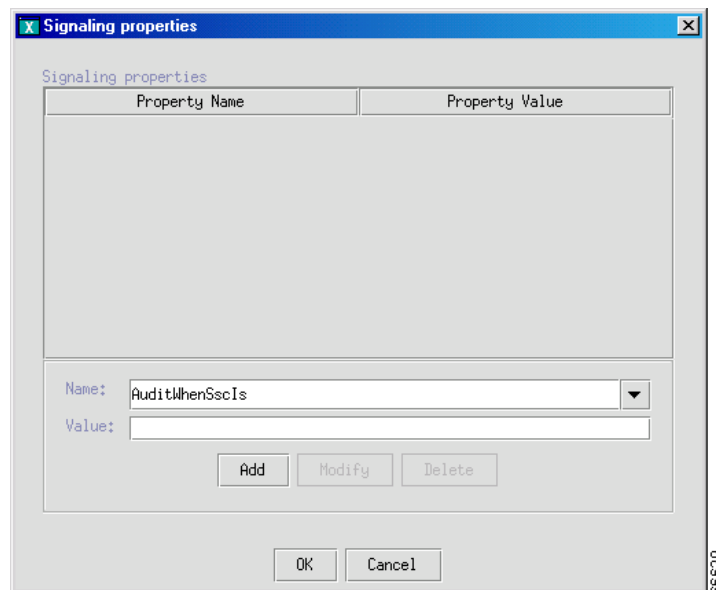 X Signaling properties
Signaling properties
Property Name Property Value
Name: AuditWhenSscIs
Value:
Add Modify Delete
OK Cancel